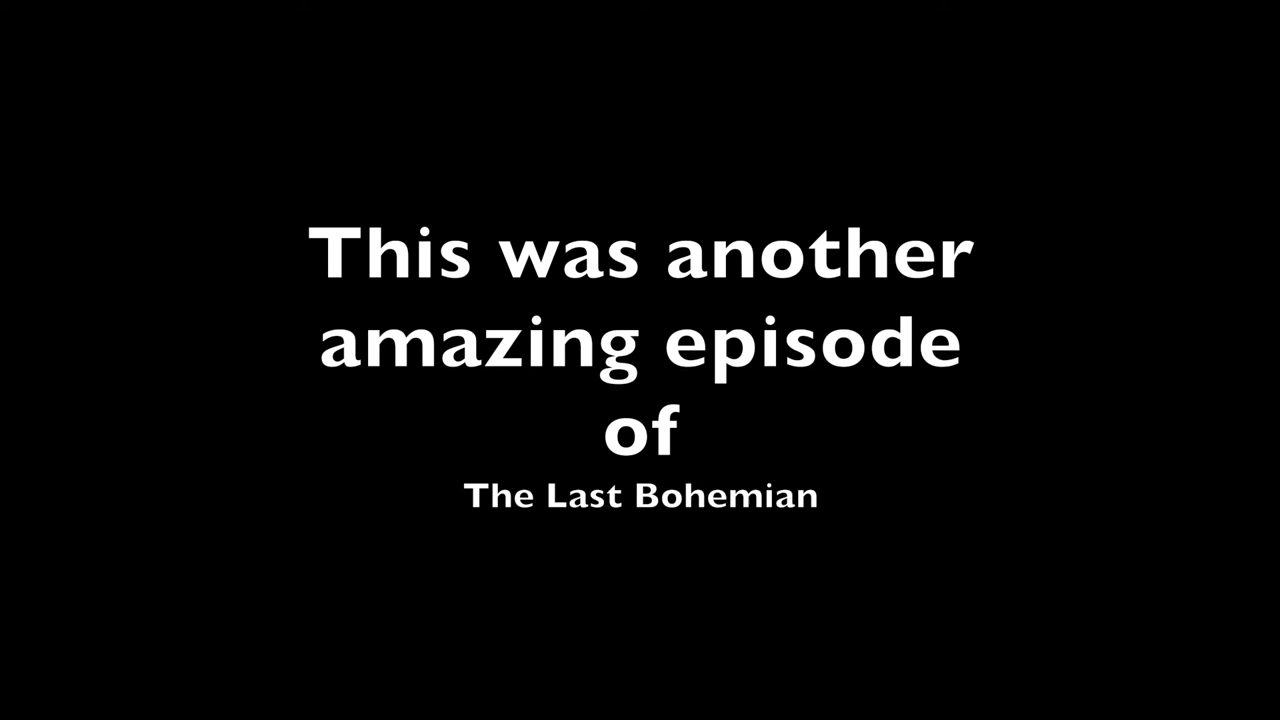 This was another
amazing episode
of
The Last Bohemian